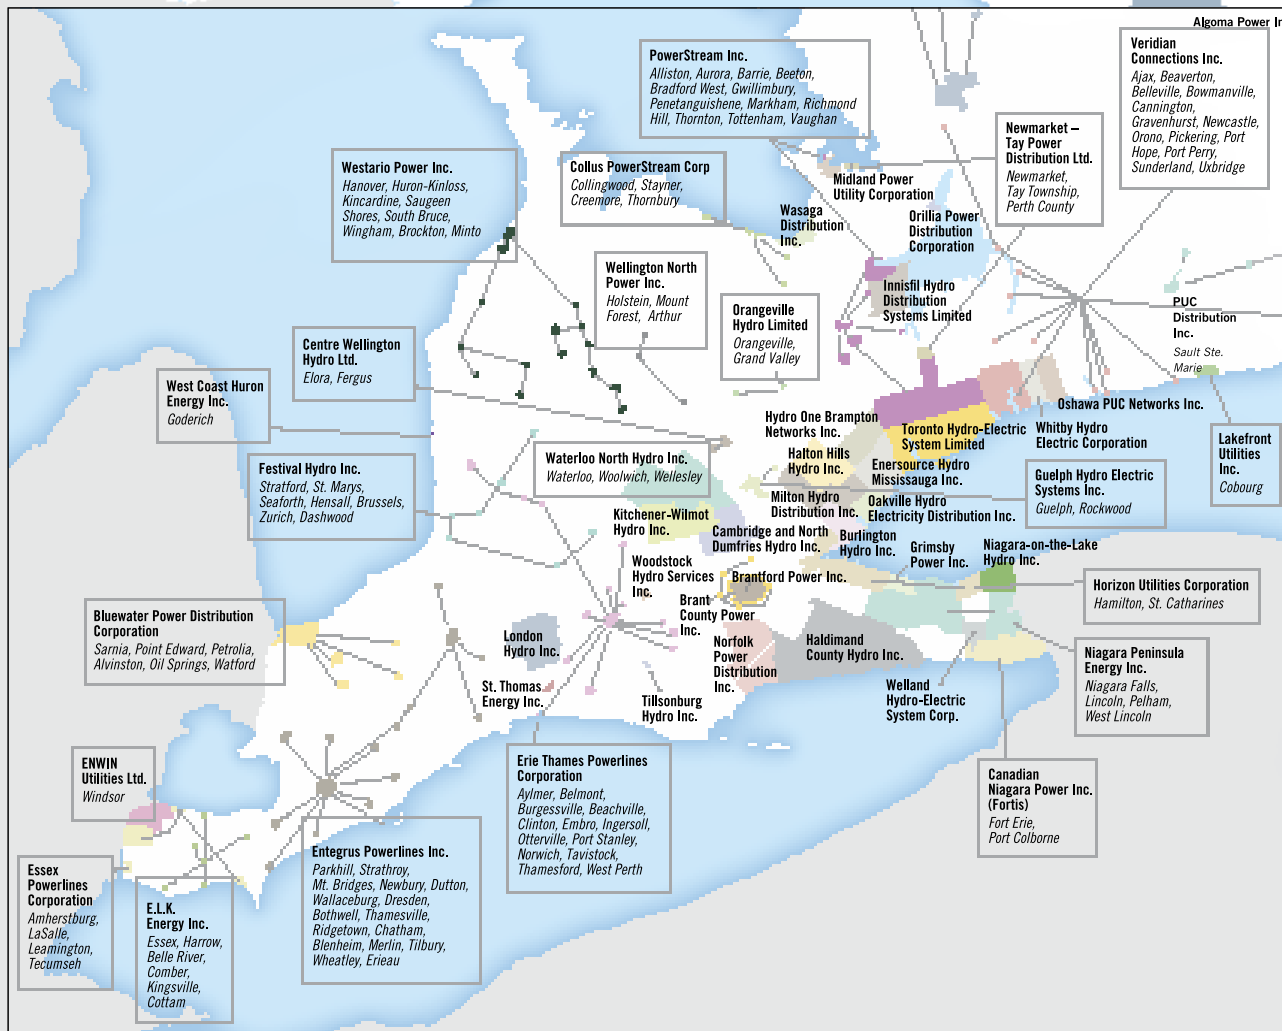 Algoma Power In
PowerStream Inc.
Alliston, Aurora, Barrie, Beeton,
Bradford West, Gwillimbury,
Penetanguishene, Markham, Richmond
Hill, Thornton, Tottenham, Vaughan
Veridian
Connections Inc.
Ajax, Beaverton,
Belleville, Bowmanville,
Cannington,
Gravenhurst, Newcastle,
Orono, Pickering, Port
Hope, Port Perry,
Sunderland, Uxbridge
Newmarket –
Tay Power
Distribution Ltd.
Newmarket,
Tay Township,
Perth County
Westario Power Inc.
Hanover, Huron-Kinloss,
Kincardine, Saugeen
Shores, South Bruce,
Wingham, Brockton, Minto
Collus PowerStream Corp
Collingwood, Stayner,
Creemore, Thornbury
Midland Power
Utility Corporation
Wasaga
Distribution
Inc.
Orillia Power
Distribution
Corporation
Wellington North
Power Inc.
Holstein, Mount
Forest, Arthur
Innisfil Hydro
Distribution
Systems Limited
Orangeville
Hydro Limited
Orangeville,
Grand Valley
PUC
Distribution
Inc.
Sault Ste.
Marie
Centre Wellington
Hydro Ltd.
Elora, Fergus
West Coast Huron
Energy Inc.
Goderich
Hydro One Brampton
Networks Inc.
Toronto Hydro-Electric
System Limited
Oshawa PUC Networks Inc.
Whitby Hydro
Electric Corporation
Lakefront
Utilities
Inc.
Cobourg
Festival Hydro Inc.
Stratford, St. Marys,
Seaforth, Hensall, Brussels,
Zurich, Dashwood
Waterloo North Hydro Inc.
Waterloo, Woolwich, Wellesley
Halton Hills
Hydro Inc.
Enersource Hydro
Mississauga Inc.
Guelph Hydro Electric
Systems Inc.
Guelph, Rockwood
Milton Hydro
Distribution Inc.
Oakville Hydro
Electricity Distribution Inc.
Kitchener-Wilmot
Hydro Inc.
Cambridge and North
Dumfries Hydro Inc.
Burlington
Hydro Inc.
Grimsby
Power Inc.
Niagara-on-the-Lake
Hydro Inc.
Woodstock
Hydro Services
Inc.
Brantford Power Inc.
Brant
County Power
Inc.
Horizon Utilities Corporation
Hamilton, St. Catharines
Bluewater Power Distribution
Corporation
Sarnia, Point Edward, Petrolia,
Alvinston, Oil Springs, Watford
London
Hydro Inc.
Norfolk
Power
Distribution
Inc.
Haldimand
County Hydro Inc.
Niagara Peninsula
Energy Inc.
Niagara Falls,
Lincoln, Pelham,
West Lincoln
St. Thomas
Energy Inc.
Tillsonburg
Hydro Inc.
Welland
Hydro-Electric
System Corp.
ENWIN
Utilities Ltd.
Windsor
Erie Thames Powerlines
Corporation
Aylmer, Belmont,
Burgessville, Beachville,
Clinton, Embro, Ingersoll,
Otterville, Port Stanley,
Norwich, Tavistock,
Thamesford, West Perth
Canadian
Niagara Power Inc.
(Fortis)
Fort Erie,
Port Colborne
Entegrus Powerlines Inc.
Parkhill, Strathroy,
Mt. Bridges, Newbury, Dutton,
Wallaceburg, Dresden,
Bothwell, Thamesville,
Ridgetown, Chatham,
Blenheim, Merlin, Tilbury,
Wheatley, Erieau
Essex
Powerlines
Corporation
Amherstburg,
LaSalle,
Leamington,
Tecumseh
E.L.K.
Energy Inc.
Essex, Harrow,
Belle River,
Comber,
Kingsville,
Cottam